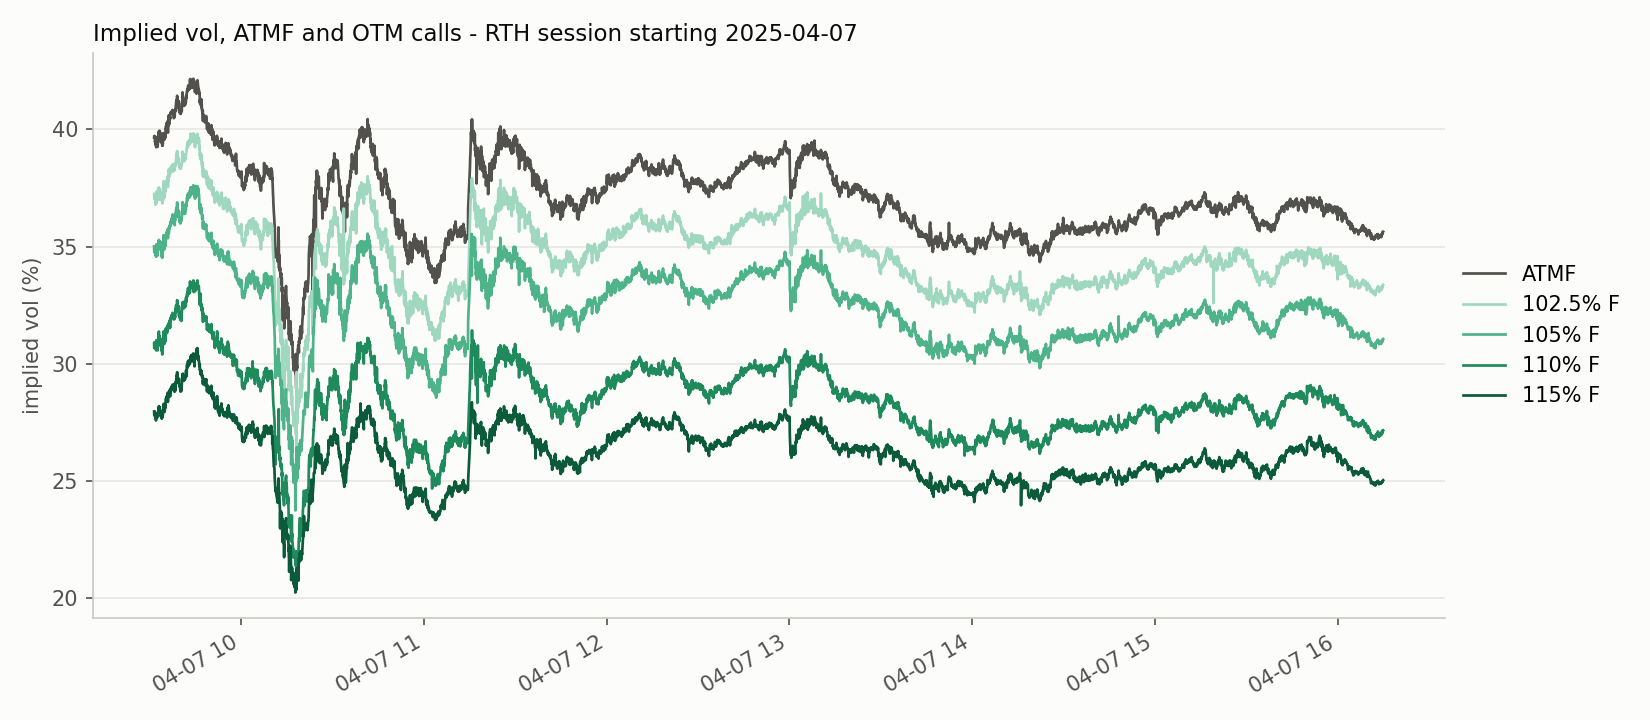 Implied vol, ATMF and OTM calls - RTH session starting 2025-04-07
implied vol (%)
40
35
30
25
20
04-07 10
04-07 11
04-07 12
04-07 13
04-07 14
04-07 15
04-07 16
ATMF
102.5% F
105% F
110% F
115% F